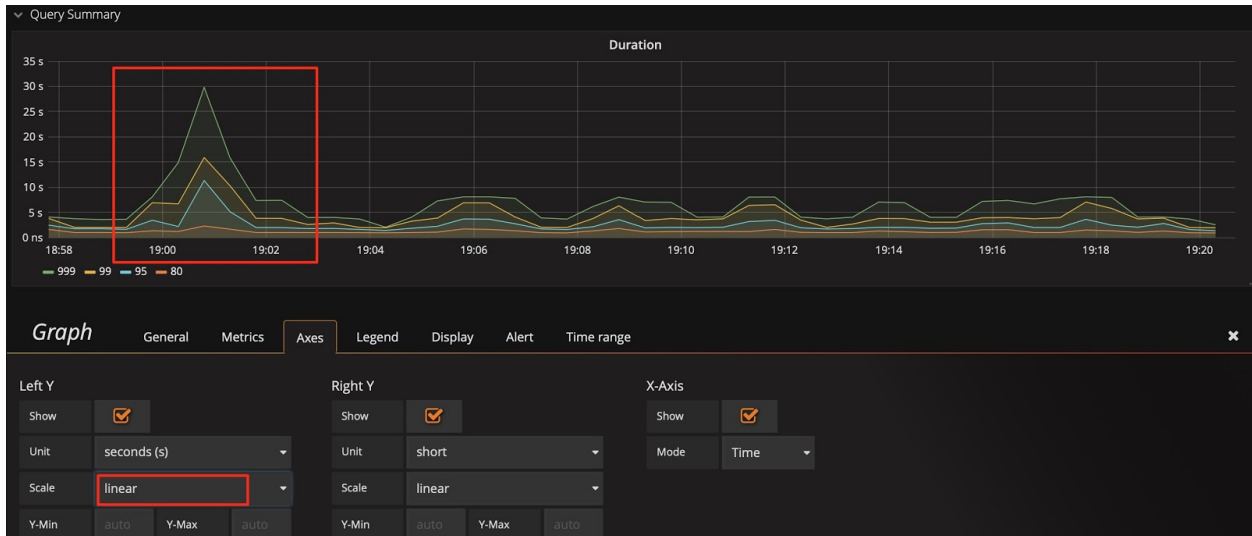 Query Summary
Duration
35 s
30 s
25 s
20 s
15 s
10 s
5 s
0 ns
18:58 19:00 19:02 19:04 19:06 19:08 19:10 19:12 19:14 19:16 19:18 19:20
999 99 95 80
Graph General Metrics Axes Legend Display Alert Time range
Left Y Right Y X-Axis
Show Show Show
Unit seconds (s) Unit short Mode Time
Scale linear Scale linear
Y-Min auto Y-Max auto Y-Min auto Y-Max auto